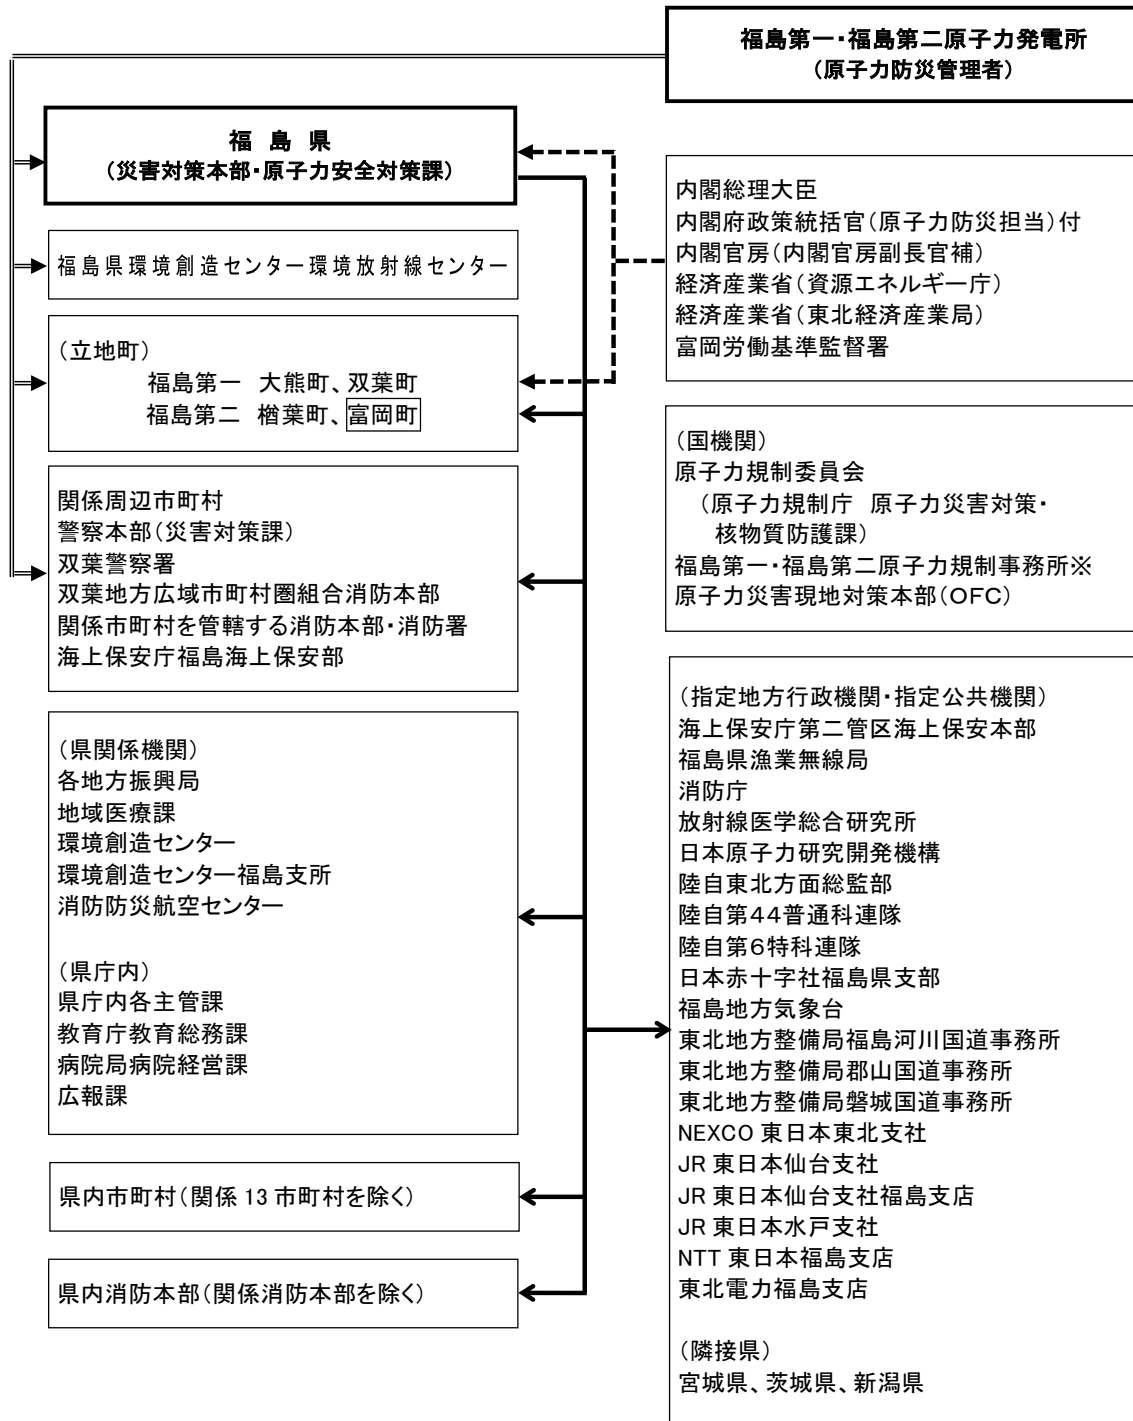 福島第一・福島第二原子力発電所
(原子力防災管理者)
福 島 県
(災害対策本部・原子力安全対策課)
福島県環境創造センター環境放射線センター
(立地町)
福島第一 大熊町、双葉町
福島第二 楢葉町、富岡町
関係周辺市町村
警察本部(災害対策課)
双葉警察署
双葉地方広域市町村圏組合消防本部
関係市町村を管轄する消防本部・消防署
海上保安庁福島海上保安部
(県関係機関)
各地方振興局
地域医療課
環境創造センター
環境創造センター福島支所
消防防災航空センター
(県庁内)
県庁内各主管課
教育庁教育総務課
病院局病院経営課
広報課
県内市町村(関係 13 市町村を除く)
県内消防本部(関係消防本部を除く)
内閣総理大臣
内閣府政策統括官(原子力防災担当)付
内閣官房(内閣官房副長官補)
経済産業省(資源エネルギー庁)
経済産業省(東北経済産業局)
富岡労働基準監督署
(国機関)
原子力規制委員会
(原子力規制庁 原子力災害対策・
核物質防護課)
福島第一・福島第二原子力規制事務所※
原子力災害現地対策本部(OFC)
(指定地方行政機関・指定公共機関)
海上保安庁第二管区海上保安本部
福島県漁業無線局
消防庁
放射線医学総合研究所
日本原子力研究開発機構
陸自東北方面総監部
陸自第44普通科連隊
陸自第6特科連隊
日本赤十字社福島県支部
福島地方気象台
東北地方整備局福島河川国道事務所
東北地方整備局郡山国道事務所
東北地方整備局磐城国道事務所
NEXCO 東日本東北支社
JR 東日本仙台支社
JR 東日本仙台支社福島支店
JR 東日本水戸支社
NTT 東日本福島支店
東北電力福島支店
(隣接県)
宮城県、茨城県、新潟県